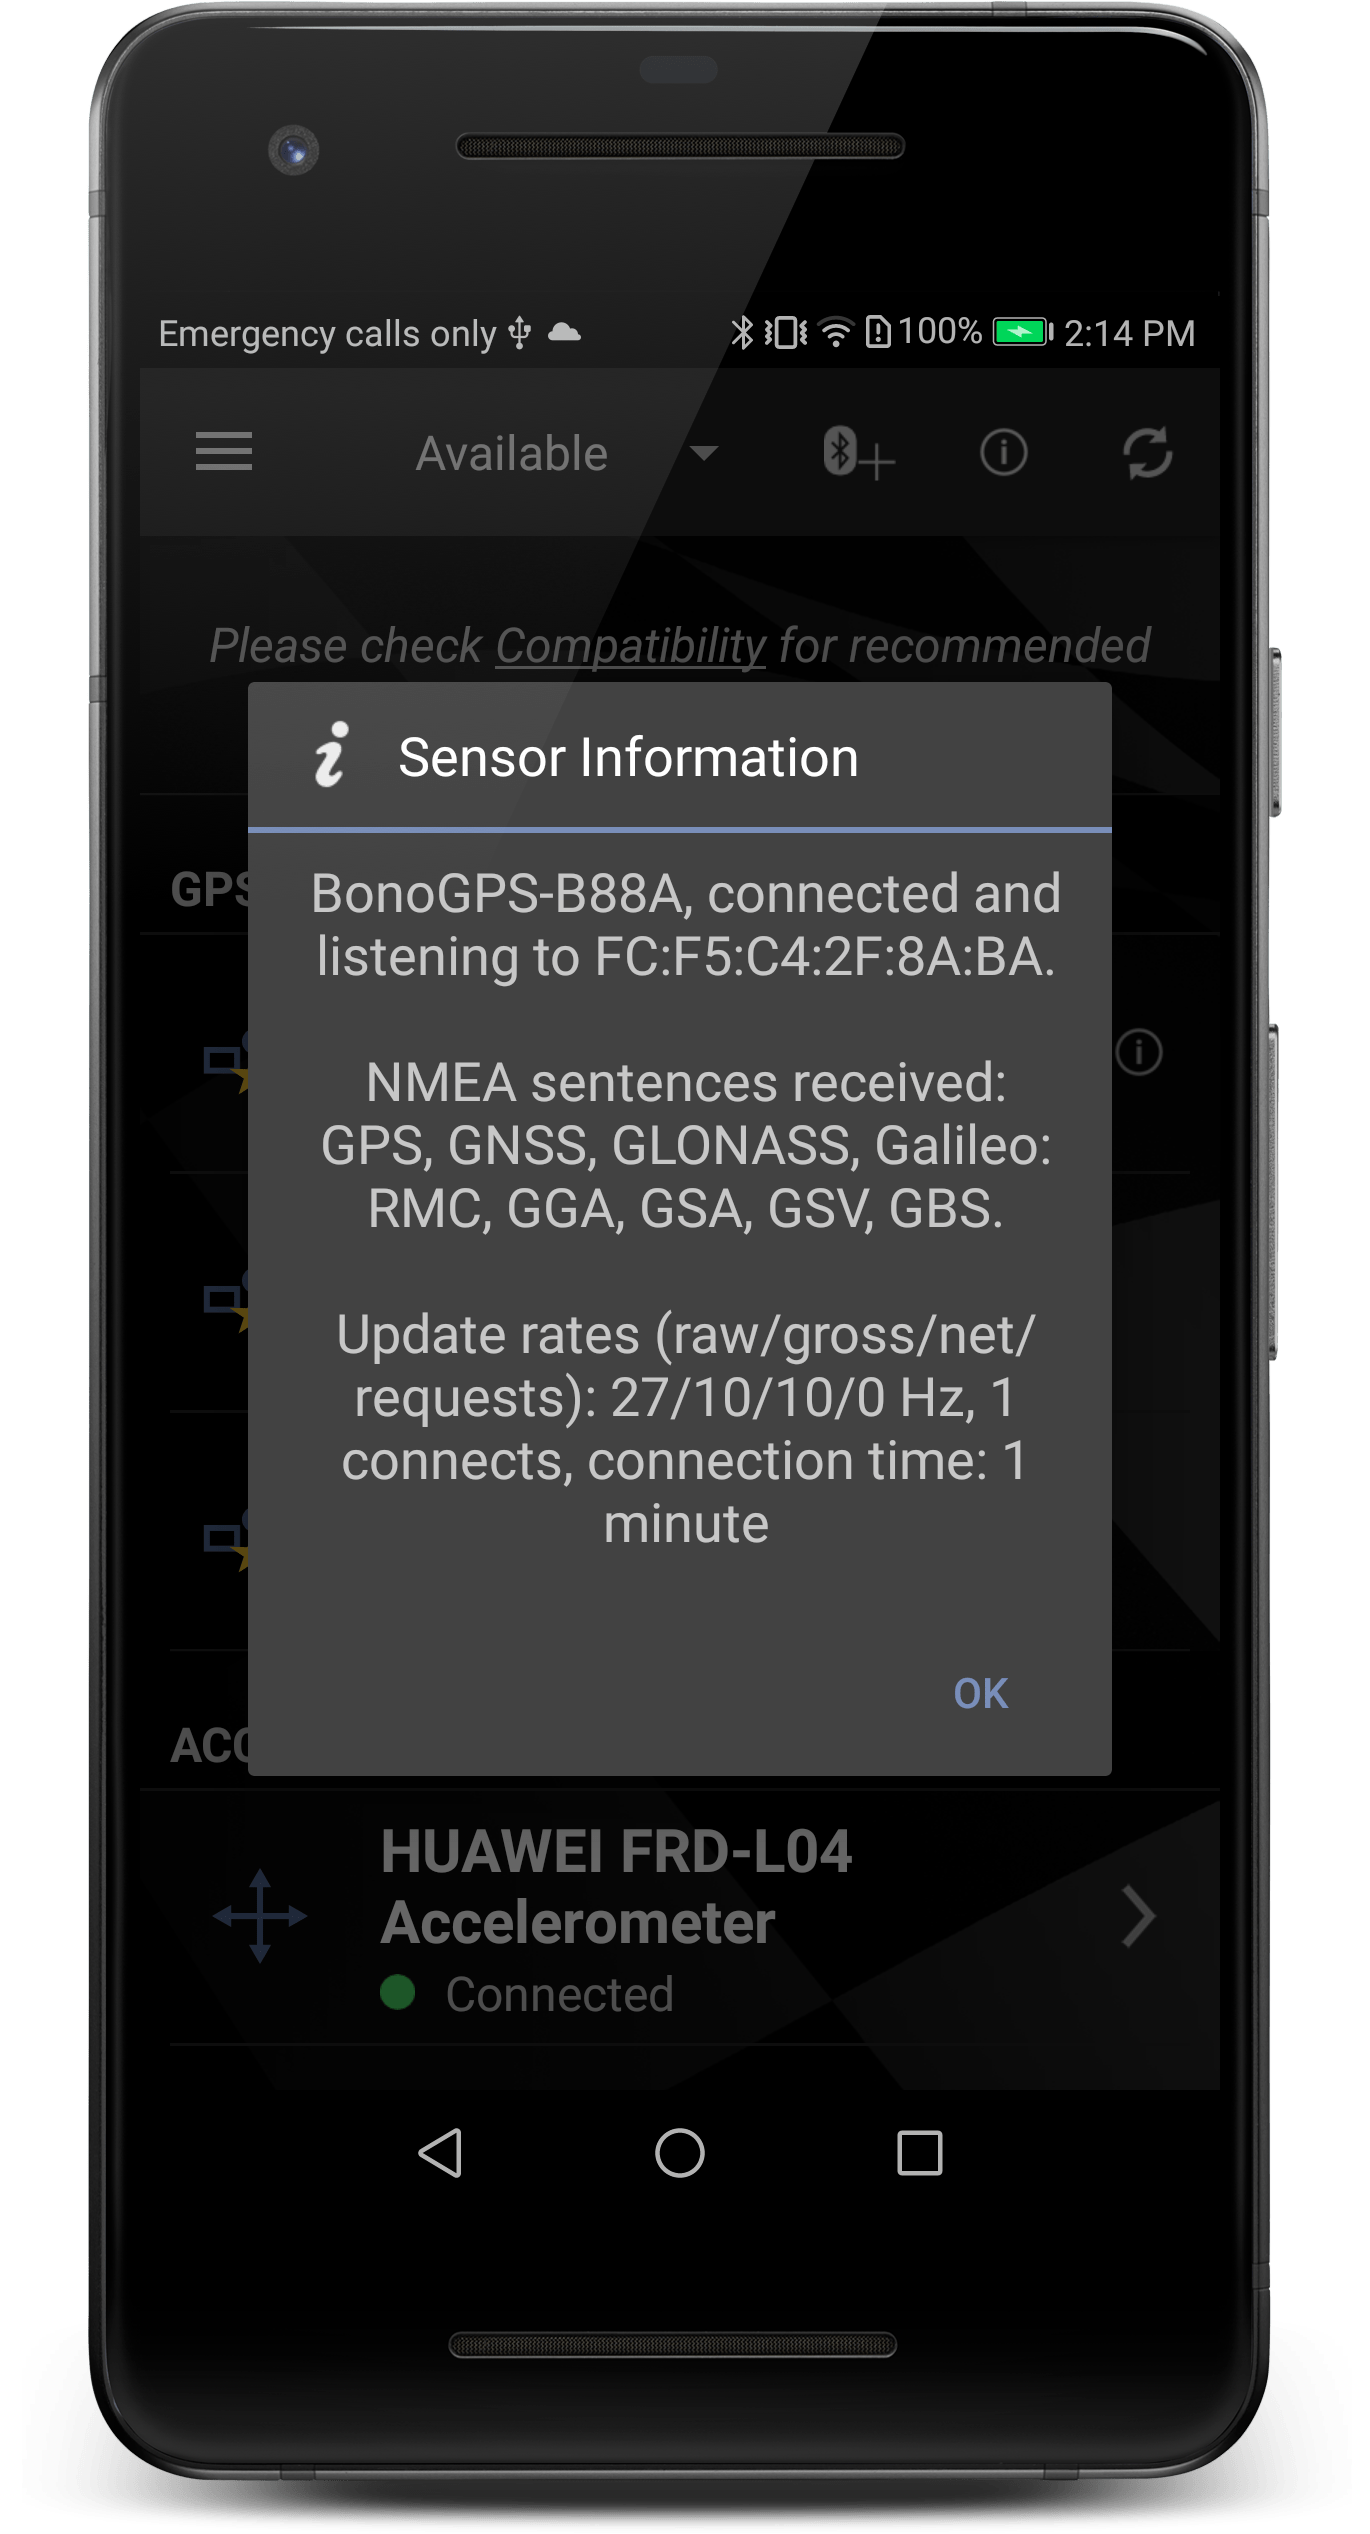 Emergency calls only 100% 2:14 PM
Available
Please check Compatibility for recommended
Sensor Information
GPS
BonoGPS-B88A, connected and
listening to FC:F5:C4:2F:8A:BA.
NMEA sentences received:
GPS, GNSS, GLONASS, Galileo:
RMC, GGA, GSA, GSV, GBS.
Update rates (raw/gross/net/
requests): 27/10/10/0 Hz, 1
connects, connection time: 1
minute
OK
ACC
HUAWEI FRD-L04
Accelerometer
Connected